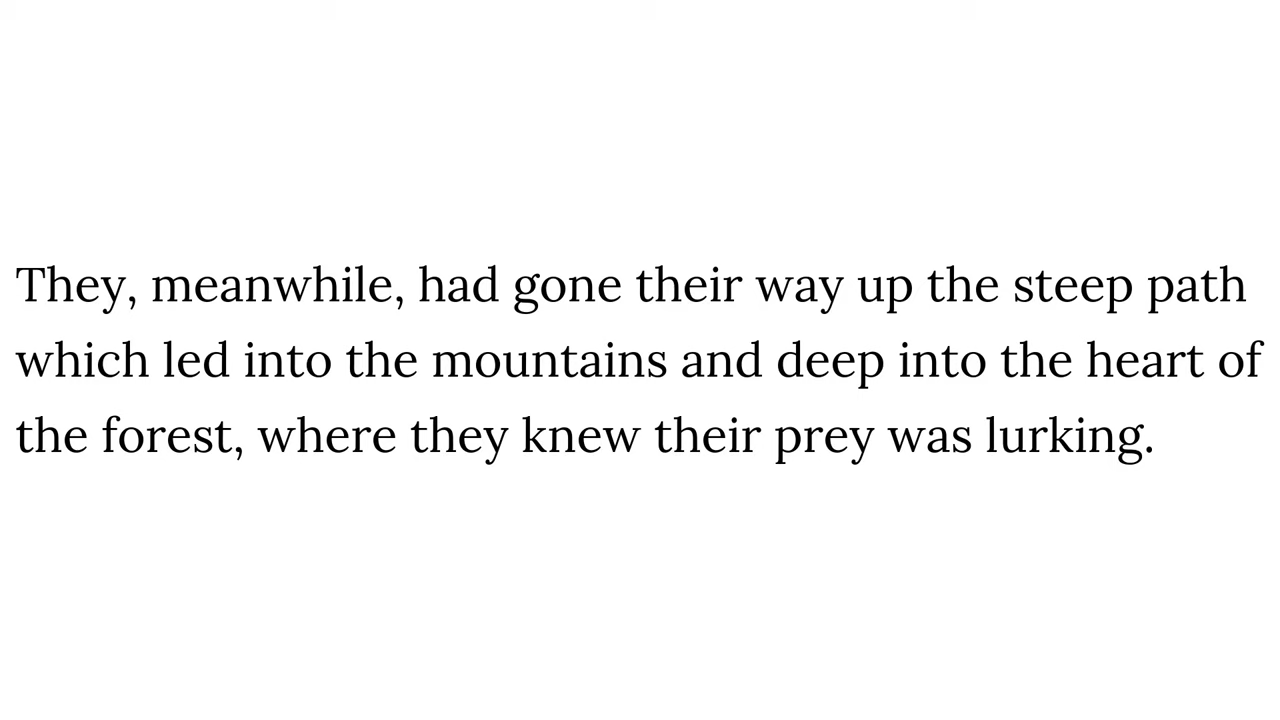 They, meanwhile, had gone their way up the steep path
which led into the mountains and deep into the heart of
the forest, where they knew their prey was lurking.